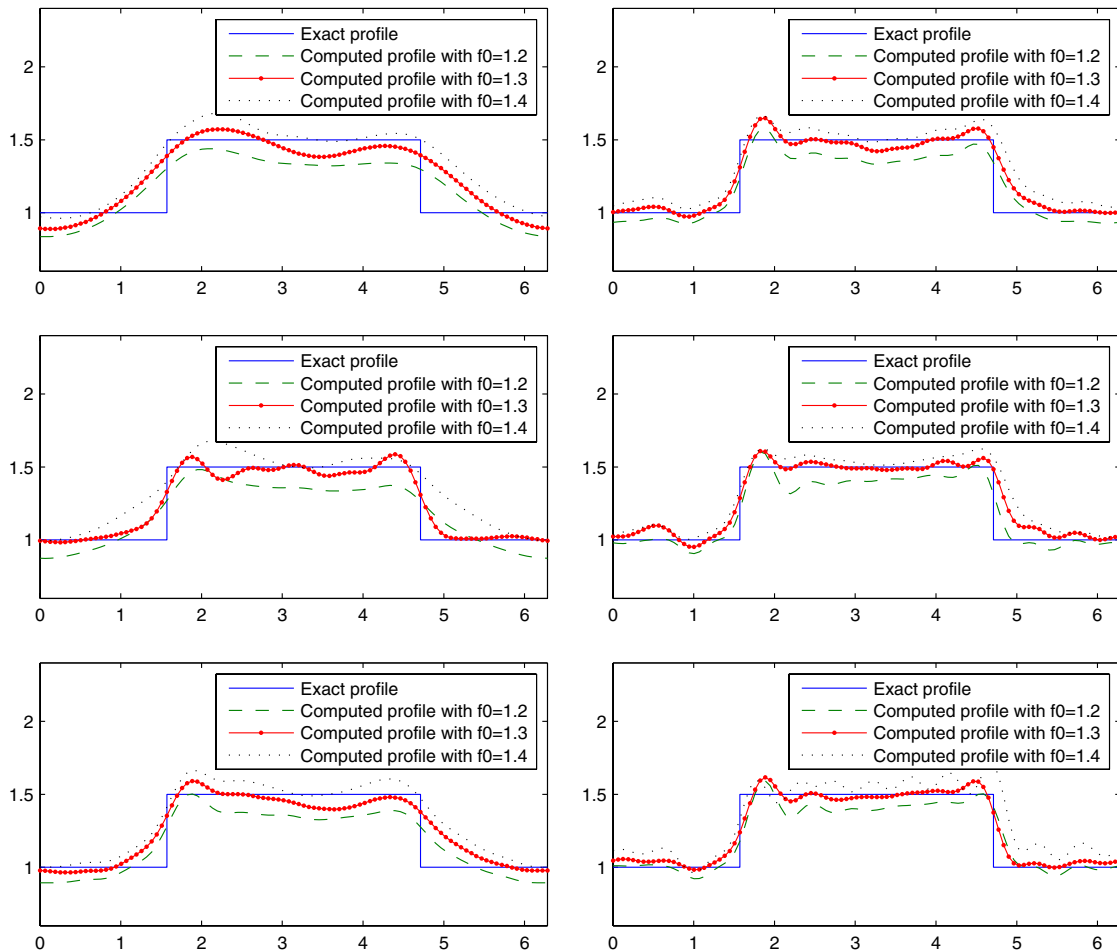 Exact profile
Computed profile with f0=1.2
Computed profile with f0=1.3
Computed profile with f0=1.4
2
1.5
1
0 1 2 3 4 5 6
Exact profile
Computed profile with f0=1.2
Computed profile with f0=1.3
Computed profile with f0=1.4
2
1.5
1
0 1 2 3 4 5 6
Exact profile
Computed profile with f0=1.2
Computed profile with f0=1.3
Computed profile with f0=1.4
2
1.5
1
0 1 2 3 4 5 6
Exact profile
Computed profile with f0=1.2
Computed profile with f0=1.3
Computed profile with f0=1.4
2
1.5
1
0 1 2 3 4 5 6
Exact profile
Computed profile with f0=1.2
Computed profile with f0=1.3
Computed profile with f0=1.4
2
1.5
1
0 1 2 3 4 5 6
Exact profile
Computed profile with f0=1.2
Computed profile with f0=1.3
Computed profile with f0=1.4
2
1.5
1
0 1 2 3 4 5 6